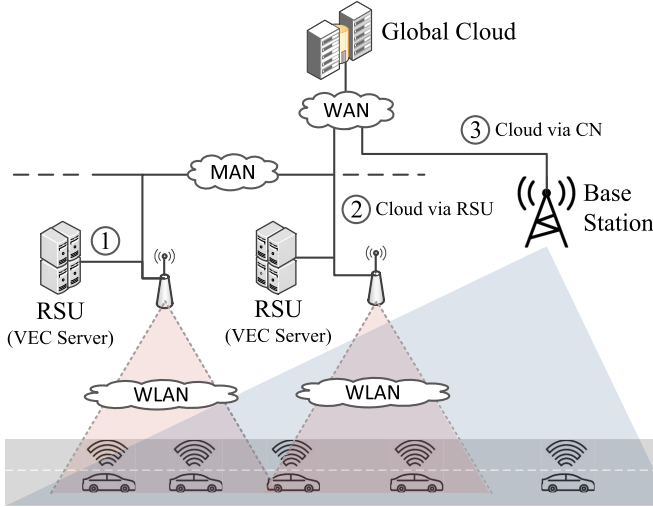 Global Cloud
WAN
③ Cloud via CN
MAN
② Cloud via RSU
Base
Station
①
RSU
(VEC Server)
RSU
(VEC Server)
WLAN
WLAN